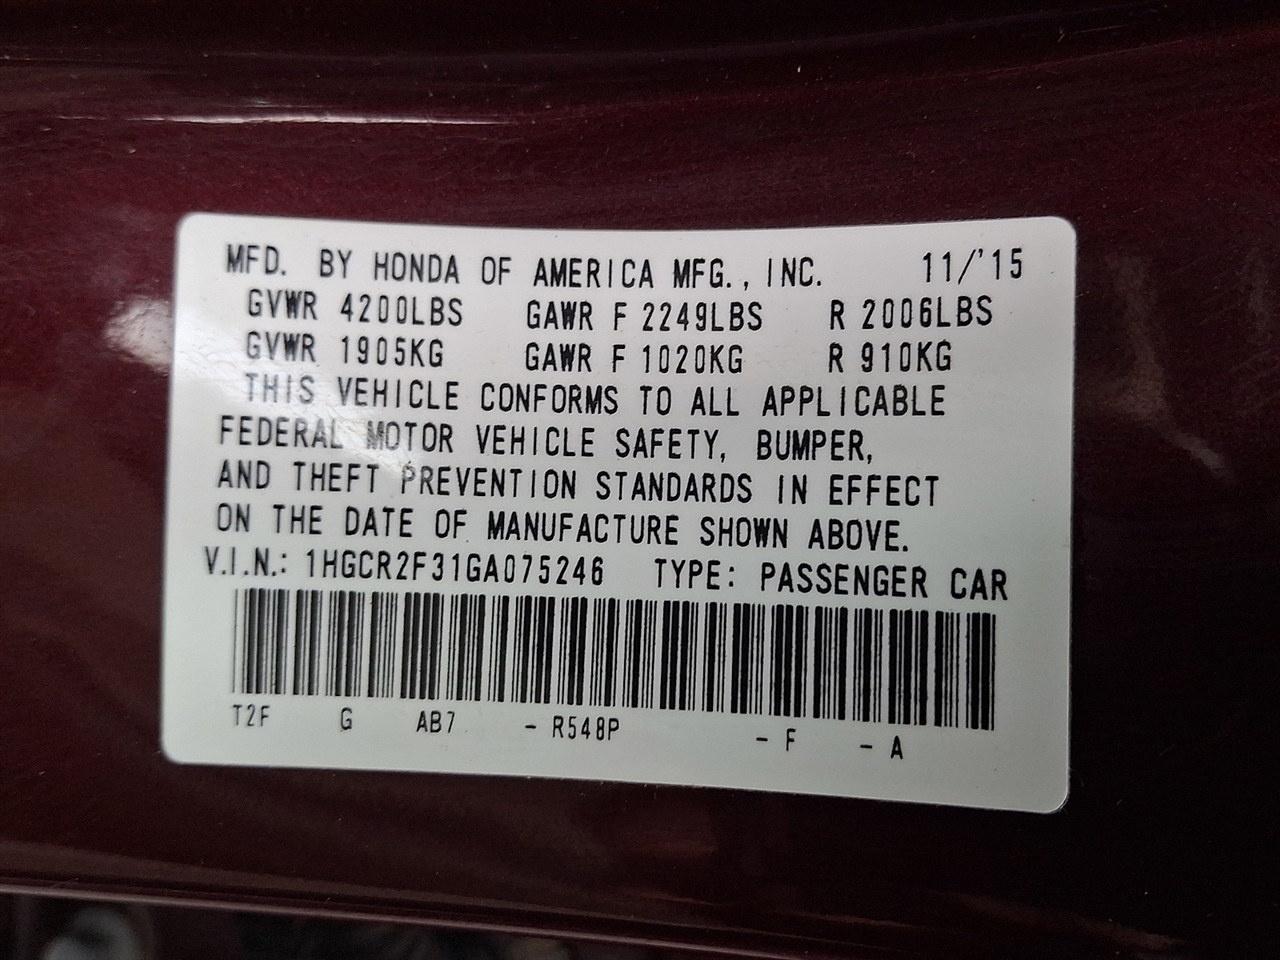 MFD. BY HONDA OF AMERICA MFG., INC. 11/'15
GVWR 4200LBS GAWR F 2249LBS R 2006LBS
GVWR 1905KG GAWR F 1020KG R 910KG
THIS VEHICLE CONFORMS TO ALL APPLICABLE
FEDERAL MOTOR VEHICLE SAFETY, BUMPER,
AND THEFT PREVENTION STANDARDS IN EFFECT
ON THE DATE OF MANUFACTURE SHOWN ABOVE.
V.I.N.: 1HGCR2F31GA075246 TYPE: PASSENGER CAR
T2F G AB7 - R548P - F - A